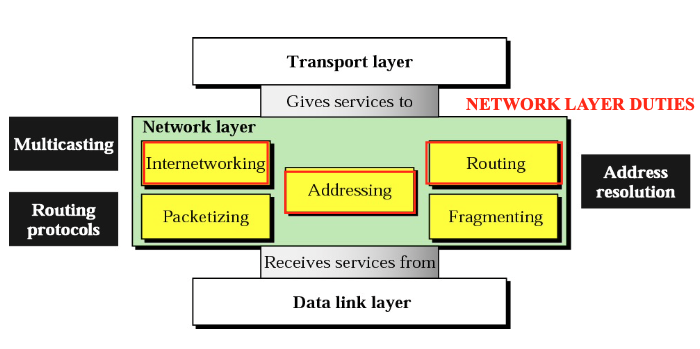 Transport layer
Gives services to
NETWORK LAYER DUTIES
Multicasting
Network layer
Internetworking
Addressing
Routing
Address
resolution
Routing
protocols
Packetizing
Fragmenting
Receives services from
Data link layer